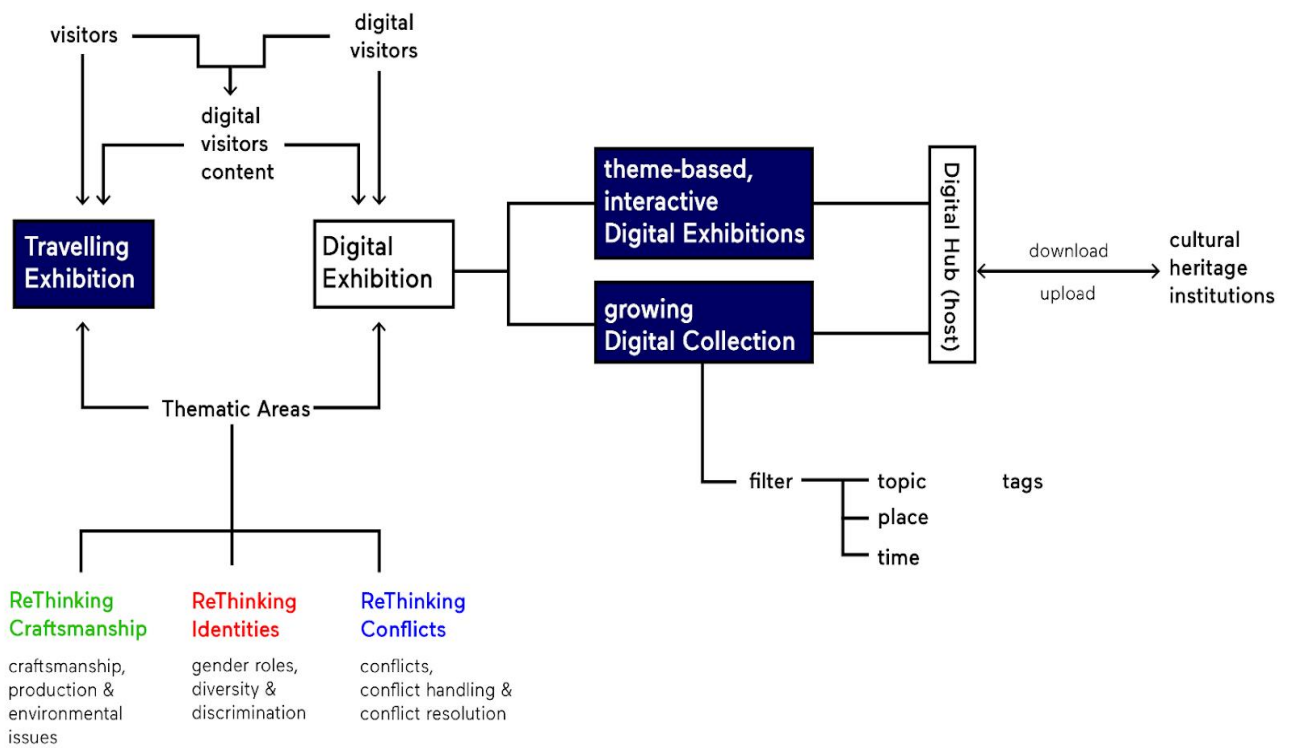 visitors
digital
visitors
digital
visitors
content
Travelling
Exhibition
Digital
Exhibition
theme-based,
interactive
Digital Exhibitions
growing
Digital Collection
Digital Hub (host)
download
upload
cultural
heritage
institutions
Thematic Areas
filter
topic
tags
place
time
ReThinking
Craftsmanship
craftsmanship,
production &
environmental
issues
ReThinking
Identities
gender roles,
diversity &
discrimination
ReThinking
Conflicts
conflicts,
conflict handling &
conflict resolution